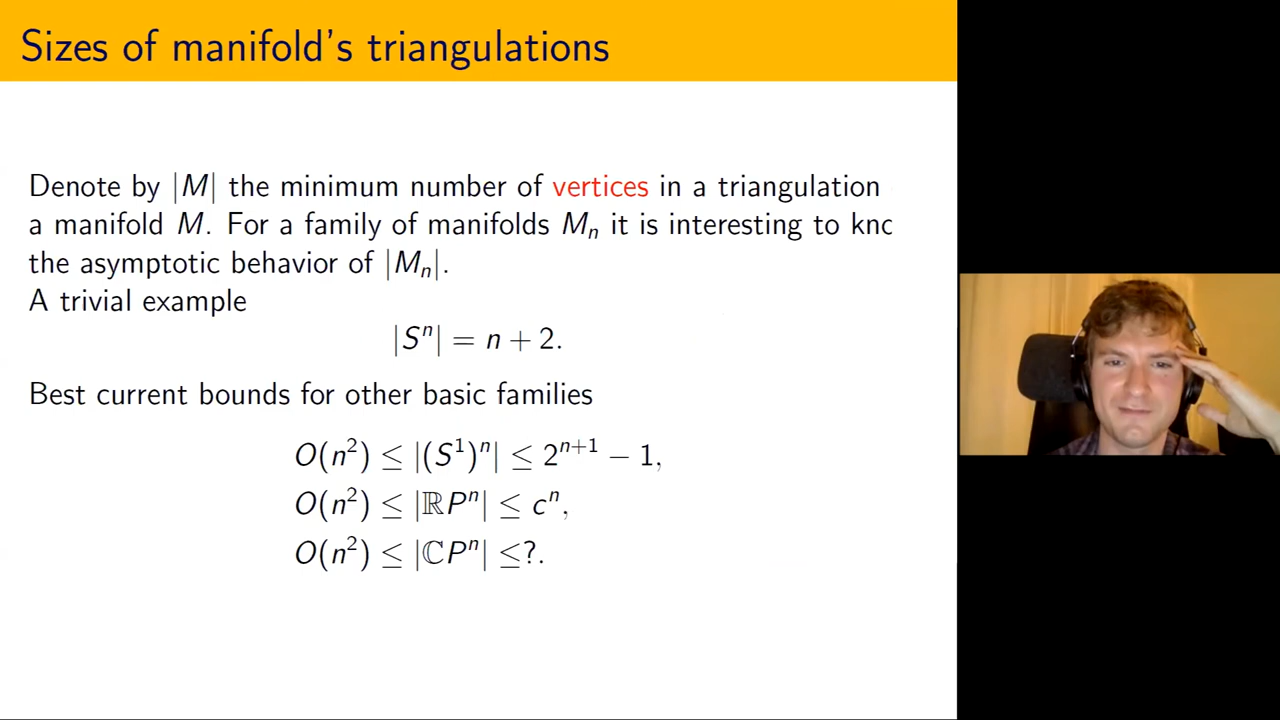 Sizes of manifold's triangulations
Denote by |M| the minimum number of vertices in a triangulation
a manifold M. For a family of manifolds Mₙ it is interesting to knc
the asymptotic behavior of |Mₙ|.
A trivial example
|Sⁿ| = n + 2.
Best current bounds for other basic families
O(n²) ≤ |(S¹)ⁿ| ≤ 2ⁿ⁺¹ − 1,
O(n²) ≤ |ℝPⁿ| ≤ cⁿ,
O(n²) ≤ |ℂPⁿ| ≤?.